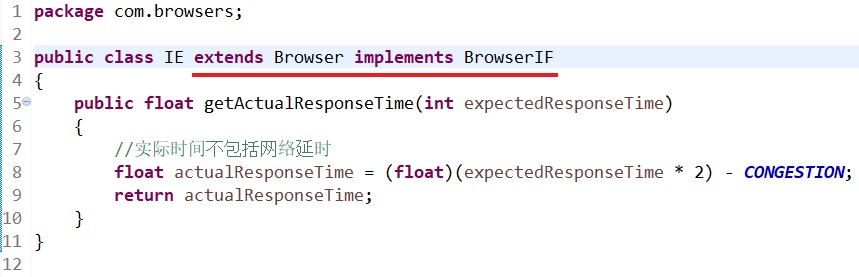 1 package com.browsers;
2
3 public class IE extends Browser implements BrowserIF
4 {
5 public float getActualResponseTime(int expectedResponseTime)
6 {
7 //实际时间不包括网络延时
8 float actualResponseTime = (float)(expectedResponseTime * 2) - CONGESTION;
9 return actualResponseTime;
10 }
11 }
12